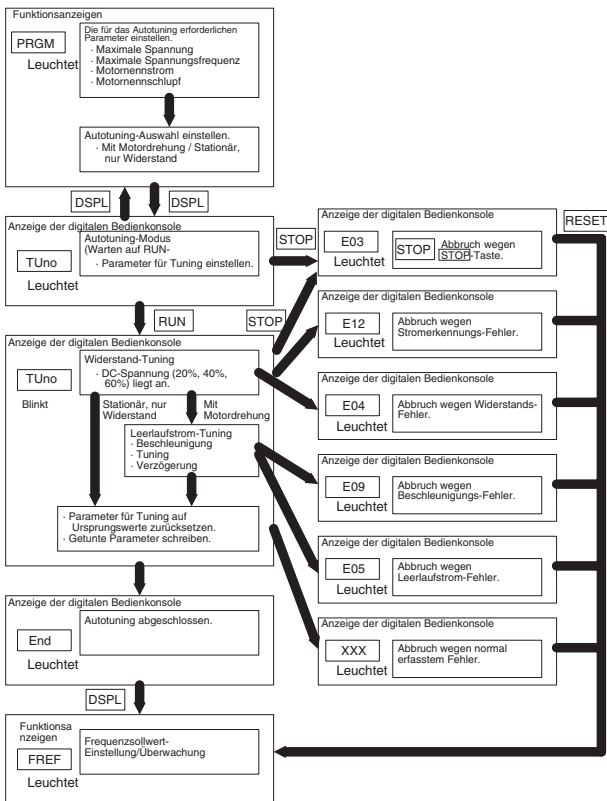 Funktionsanzeigen
PRGM
Leuchtet
Die für das Autotuning erforderlichen
Parameter einstellen.
· Maximale Spannung
· Maximale Spannungsfrequenz
· Motornennstrom
· Motornennschlupf
Autotuning-Auswahl einstellen.
· Mit Motordrehung / Stationär,
nur Widerstand
DSPL
DSPL
Anzeige der digitalen Bedienkonsole
TUno
Leuchtet
Autotuning-Modus
(Warten auf RUN-
· Parameter für Tuning einstellen.
STOP
RUN
STOP
Anzeige der digitalen Bedienkonsole
TUno
Blinkt
Widerstand-Tuning
· DC-Spannung (20%, 40%,
60%) liegt an.
Stationär, nur
Widerstand
Mit
Motordrehung
Leerlaufstrom-Tuning
· Beschleunigung
· Tuning
· Verzögerung
· Parameter für Tuning auf
Ursprungswerte zurücksetzen.
· Getunte Parameter schreiben.
Anzeige der digitalen Bedienkonsole
End
Leuchtet
Autotuning abgeschlossen.
DSPL
Funktionsa
nzeigen
FREF
Leuchtet
Frequenzsollwert-
Einstellung/Überwachung
Anzeige der digitalen Bedienkonsole
E03
Leuchtet
STOP
Abbruch wegen
STOP-Taste.
RESET
Anzeige der digitalen Bedienkonsole
E12
Leuchtet
Abbruch wegen
Stromerkennungs-Fehler.
Anzeige der digitalen Bedienkonsole
E04
Leuchtet
Abbruch wegen Widerstands-
Fehler.
Anzeige der digitalen Bedienkonsole
E09
Leuchtet
Abbruch wegen
Beschleunigungs-Fehler.
Anzeige der digitalen Bedienkonsole
E05
Leuchtet
Abbruch wegen
Leerlaufstrom-Fehler.
Anzeige der digitalen Bedienkonsole
XXX
Leuchtet
Abbruch wegen normal
erfasstem Fehler.